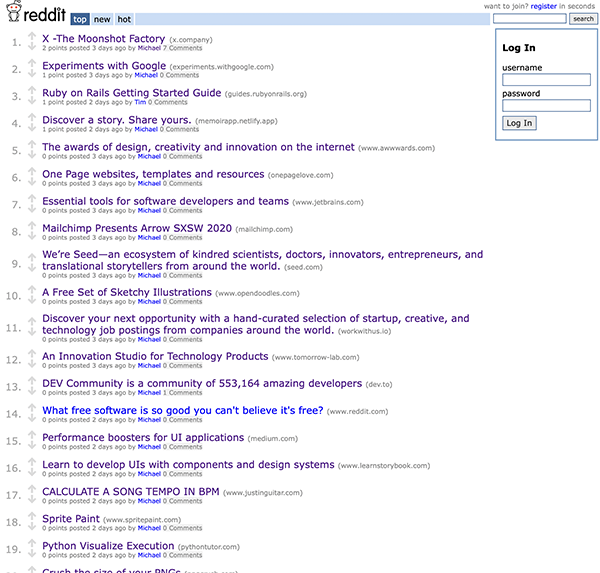 want to join? register in seconds
reddit top new hot
search
1. X -The Moonshot Factory (x.company)
2 points posted 3 days ago by Michael 7 Comments
2. Experiments with Google (experiments.withgoogle.com)
1 point posted 3 days ago by Michael 0 Comments
3. Ruby on Rails Getting Started Guide (guides.rubyonrails.org)
1 point posted 2 days ago by Tim 0 Comments
4. Discover a story. Share yours. (memoirapp.netlify.app)
1 point posted 2 days ago by Michael 0 Comments
5. The awards of design, creativity and innovation on the internet (www.awwwards.com)
0 points posted 3 days ago by Michael 0 Comments
6. One Page websites, templates and resources (onepagelove.com)
0 points posted 3 days ago by Michael 0 Comments
7. Essential tools for software developers and teams (www.jetbrains.com)
0 points posted 3 days ago by Michael 0 Comments
8. Mailchimp Presents Arrow SXSW 2020 (mailchimp.com)
0 points posted 3 days ago by Michael 0 Comments
9. We're Seed—an ecosystem of kindred scientists, doctors, innovators, entrepreneurs, and
translational storytellers from around the world. (seed.com)
0 points posted 3 days ago by Michael 0 Comments
10. A Free Set of Sketchy Illustrations (www.opendoodles.com)
0 points posted 3 days ago by Michael 0 Comments
11. Discover your next opportunity with a hand-curated selection of startup, creative, and
technology job postings from companies around the world. (workwithus.io)
0 points posted 3 days ago by Michael 0 Comments
12. An Innovation Studio for Technology Products (www.tomorrow-lab.com)
0 points posted 3 days ago by Michael 0 Comments
13. DEV Community is a community of 553,164 amazing developers (dev.to)
0 points posted 3 days ago by Michael 1 Comments
14. What free software is so good you can't believe it's free? (www.reddit.com)
0 points posted 2 days ago by Michael 0 Comments
15. Performance boosters for UI applications (medium.com)
0 points posted 2 days ago by Michael 0 Comments
16. Learn to develop UIs with components and design systems (www.learnstorybook.com)
0 points posted 2 days ago by Michael 0 Comments
17. CALCULATE A SONG TEMPO IN BPM (www.justinguitar.com)
0 points posted 2 days ago by Michael 0 Comments
18. Sprite Paint (www.spritepaint.com)
0 points posted 2 days ago by Michael 0 Comments
19. Python Visualize Execution (pythontutor.com)
0 points posted 2 days ago by Michael 0 Comments
Crush the size of your PNGs
Log In
username
password
Log In